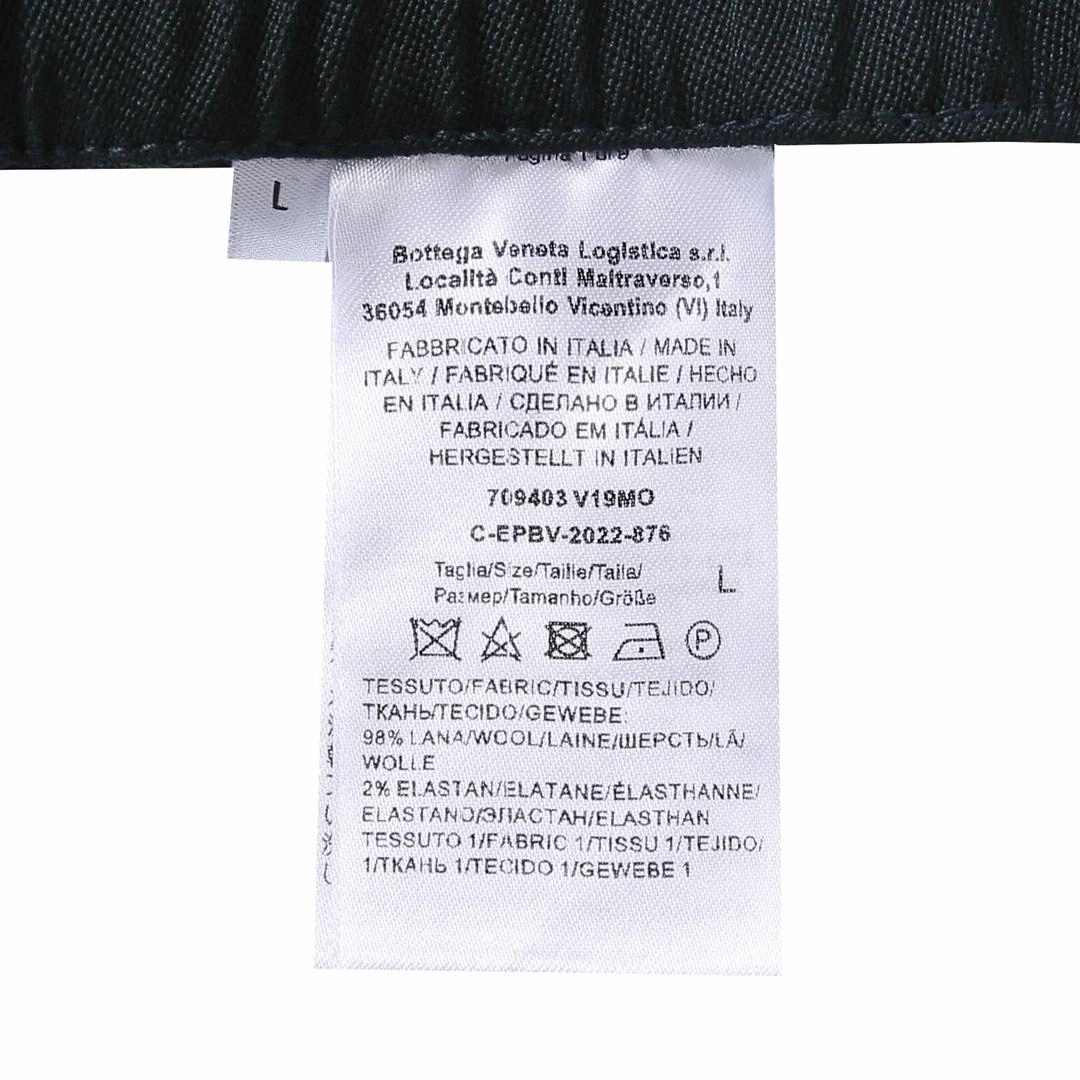 L
Bottega Veneta Logistica s.r.l.
Località Conti Maltraverso,1
36054 Montebello Vicentino (VI) Italy
FABBRICATO IN ITALIA / MADE IN
ITALY / FABRIQUÉ EN ITALIE / HECHO
EN ITALIA / СДЕЛАНО В ИТАЛИИ /
FABRICADO EM ITÁLIA /
HERGESTELLT IN ITALIEN
709403 V19MO
C-EPBV-2022-876
Taglia/Size/Taille/Talla/
Размер/Tamanho/Größe
L
P
TESSUTO/FABRIC/TISSU/TEJIDO/
ТКАНЬ/TECIDO/GEWEBE:
98% LANA/WOOL/LAINE/ШЕРСТЬ/LÃ/
WOLLE
2% ELASTAN/ELATANE/ÉLASTHANNE/
ELASTANO/ЭЛАСТАН/ELASTHAN
TESSUTO 1/FABRIC 1/TISSU 1/TEJIDO/
1/ТКАНЬ 1/TECIDO 1/GEWEBE 1